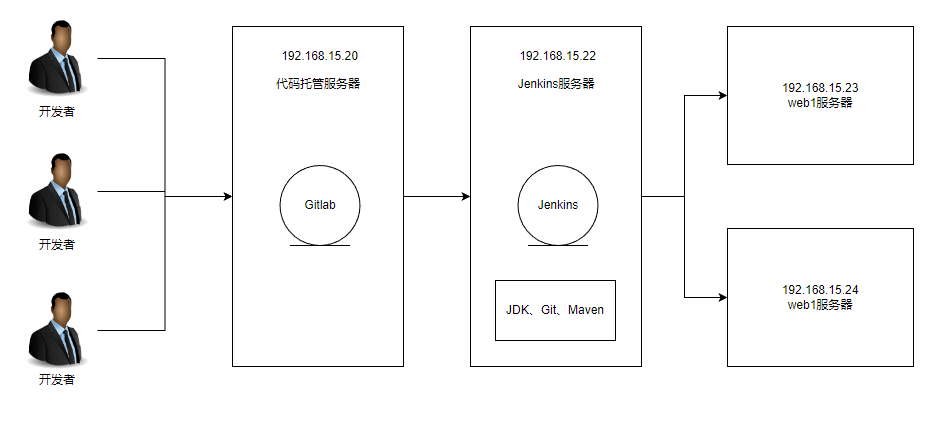 开发者
开发者
开发者
192.168.15.20
代码托管服务器
Gitlab
192.168.15.22
Jenkins服务器
Jenkins
JDK、Git、Maven
192.168.15.23
web1服务器
192.168.15.24
web1服务器